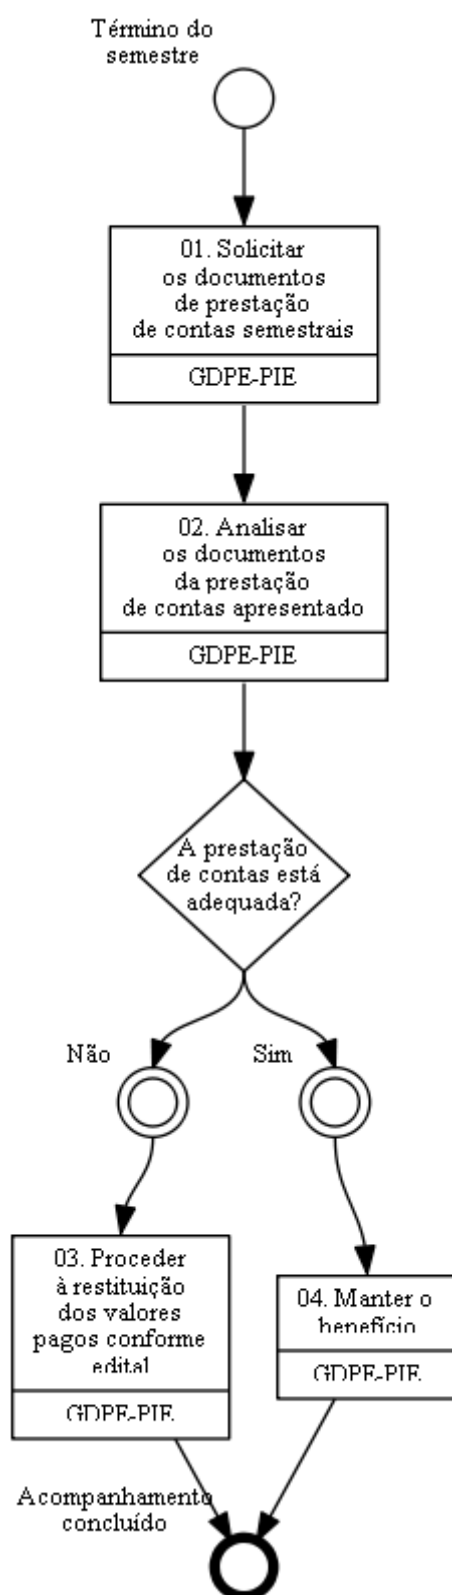 Término do
semestre
01. Solicitar
os documentos
de prestação
de contas semestrais
GDPE-PIE
02. Analisar
os documentos
da prestação
de contas apresentado
GDPE-PIE
A prestação
de contas está
adequada?
Não
Sim
03. Proceder
à restituição
dos valores
pagos conforme
edital
GDPE-PIE
04. Manter o
benefício
GDPE-PIE
Acompanhamento
concluído